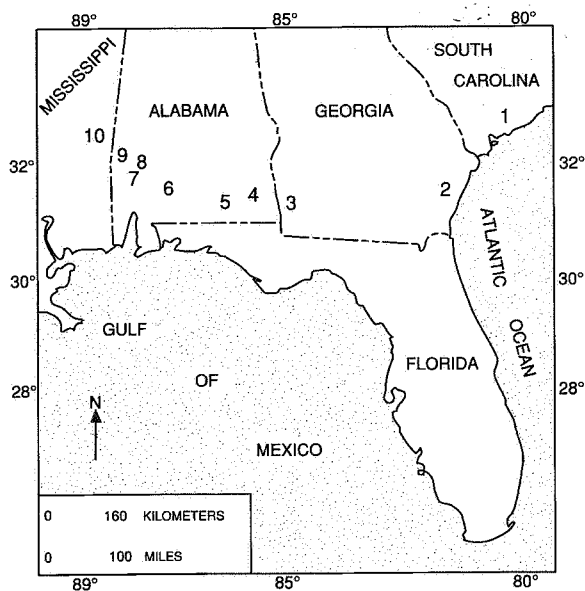 89° 85° 80°
SOUTH
CAROLINA
MISSISSIPPI
ALABAMA
GEORGIA
1
10
9
8
7
32° 32°
6
5
4
3
2
ATLANTIC
OCEAN
30° 30°
GULF
OF
MEXICO
FLORIDA
28° 28°
N
0 160 KILOMETERS
0 100 MILES
89° 85° 80°